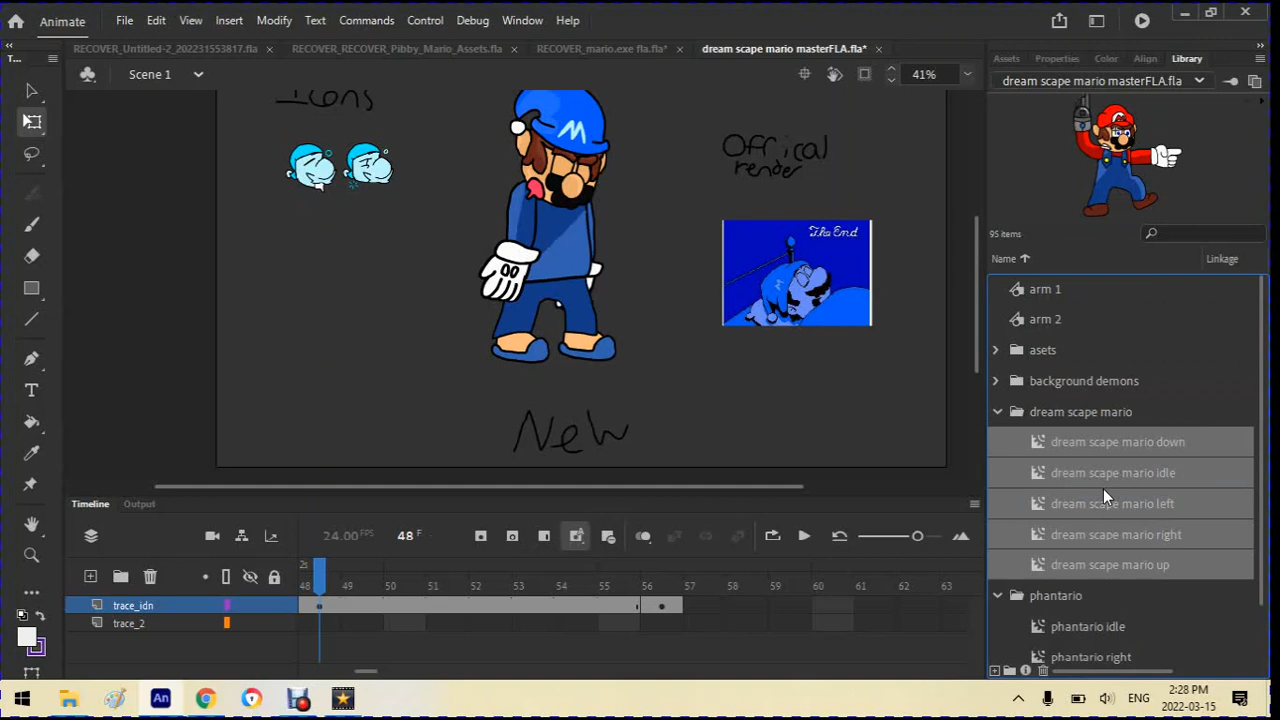 Animate
File Edit View Insert Modify Text Commands Control Debug Window Help
RECOVER_Untitled-2_202231553817.fla
RECOVER_RECOVER_Pibby_Mario_Assets.fla
RECOVER_mario.exe fla.fla*
dream scape mario masterFLA.fla*
Assets Properties Color Align Library
T...
Scene 1
41%
dream scape mario masterFLA.fla
Icons
M
Offical
render
The End
New
95 items
Name
Linkage
arm 1
arm 2
asets
background demons
dream scape mario
dream scape mario down
dream scape mario idle
dream scape mario left
dream scape mario right
dream scape mario up
phantario
phantario idle
phantario right
Timeline Output
24.00 FPS
48 F
2s
48 49 50 51 52 53 54 55 56 57 58 59 60 61 62 63
trace_idn
trace_2
An
ENG
2:28 PM
2022-03-15